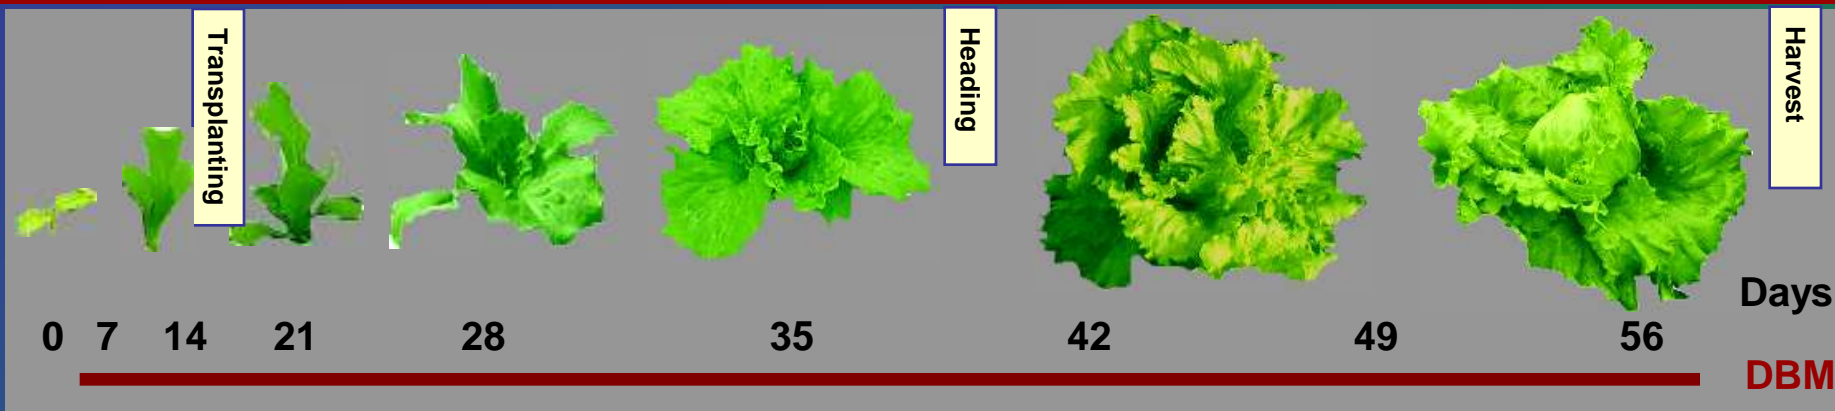 Transplanting
Heading
Harvest
Days
0 7 14 21 28 35 42 49 56
DBM